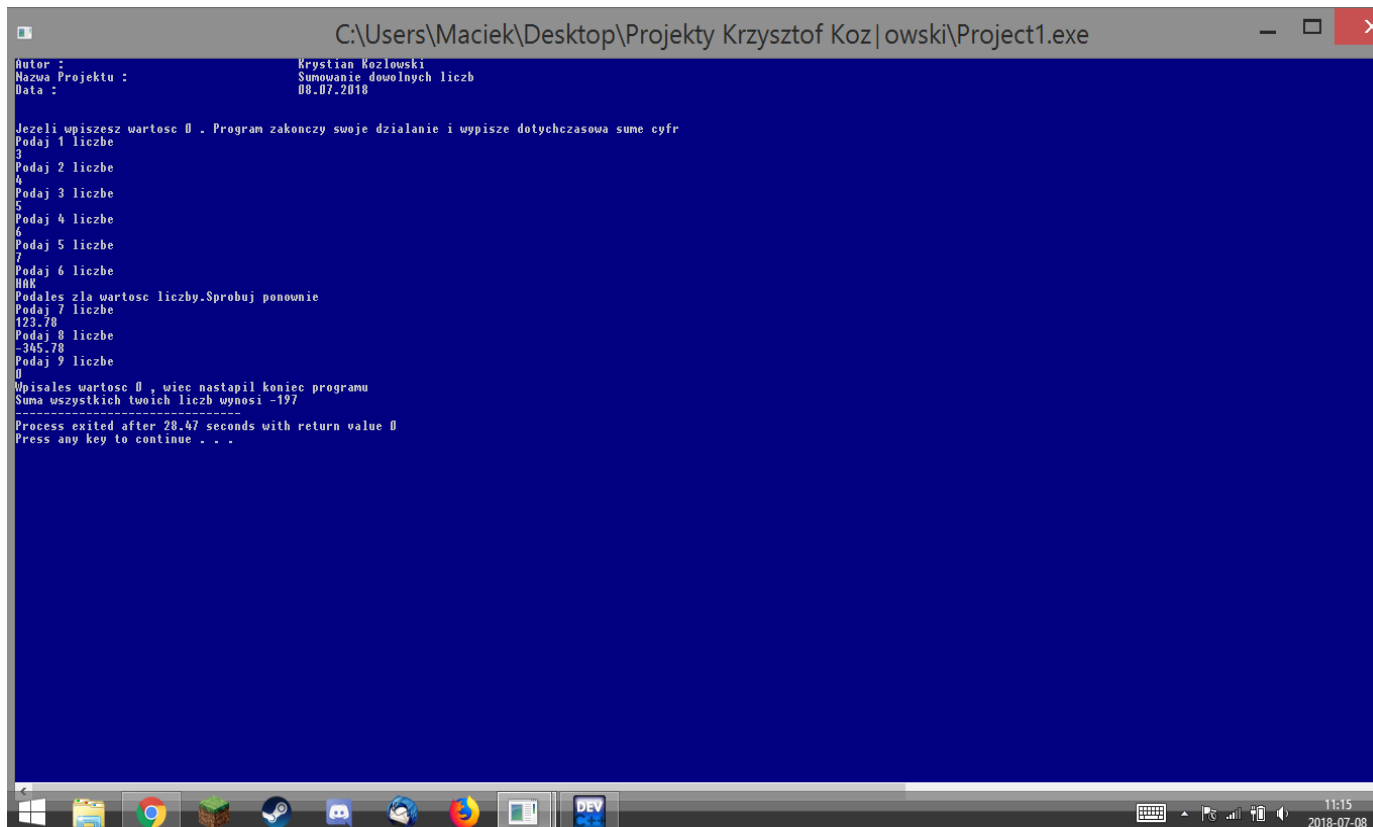 C:\Users\Maciek\Desktop\Projekty Krzysztof Koz|owski\Project1.exe
Autor : Krystian Kozlowski
Nazwa Projektu : Sumowanie dowolnych liczb
Data : 08.07.2018
Jezeli wpiszesz wartosc 0 . Program zakonczy swoje dzialanie i wypisze dotychczasowa sume cyfr
Podaj 1 liczbe
3
Podaj 2 liczbe
4
Podaj 3 liczbe
5
Podaj 4 liczbe
6
Podaj 5 liczbe
7
Podaj 6 liczbe
HAK
Podales zla wartosc liczby.Sprobuj ponownie
Podaj 7 liczbe
123.78
Podaj 8 liczbe
-345.78
Podaj 9 liczbe
0
Wpisales wartosc 0 , wiec nastapil koniec programu
Suma wszystkich twoich liczb wynosi -197
--------------------------------
Process exited after 28.47 seconds with return value 0
Press any key to continue . . .
DEV
C++
11:15
2018-07-08